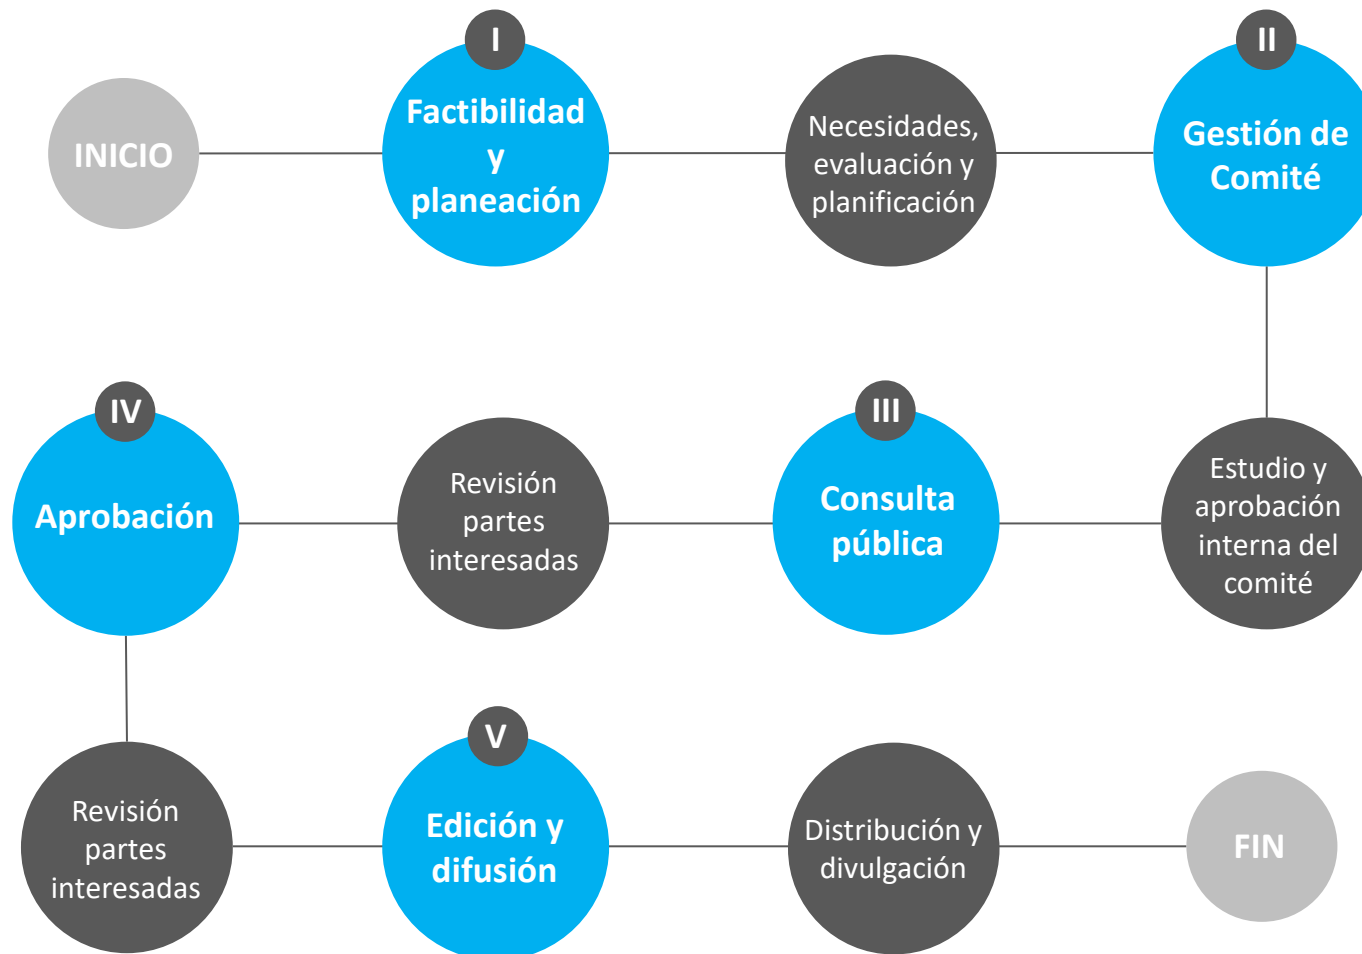 INICIO
I
Factibilidad
y
planeación
Necesidades,
evaluación y
planificación
II
Gestión de
Comité
Estudio y
aprobación
interna del
comité
III
Consulta
pública
Revisión
partes
interesadas
IV
Aprobación
Revisión
partes
interesadas
V
Edición y
difusión
Distribución y
divulgación
FIN